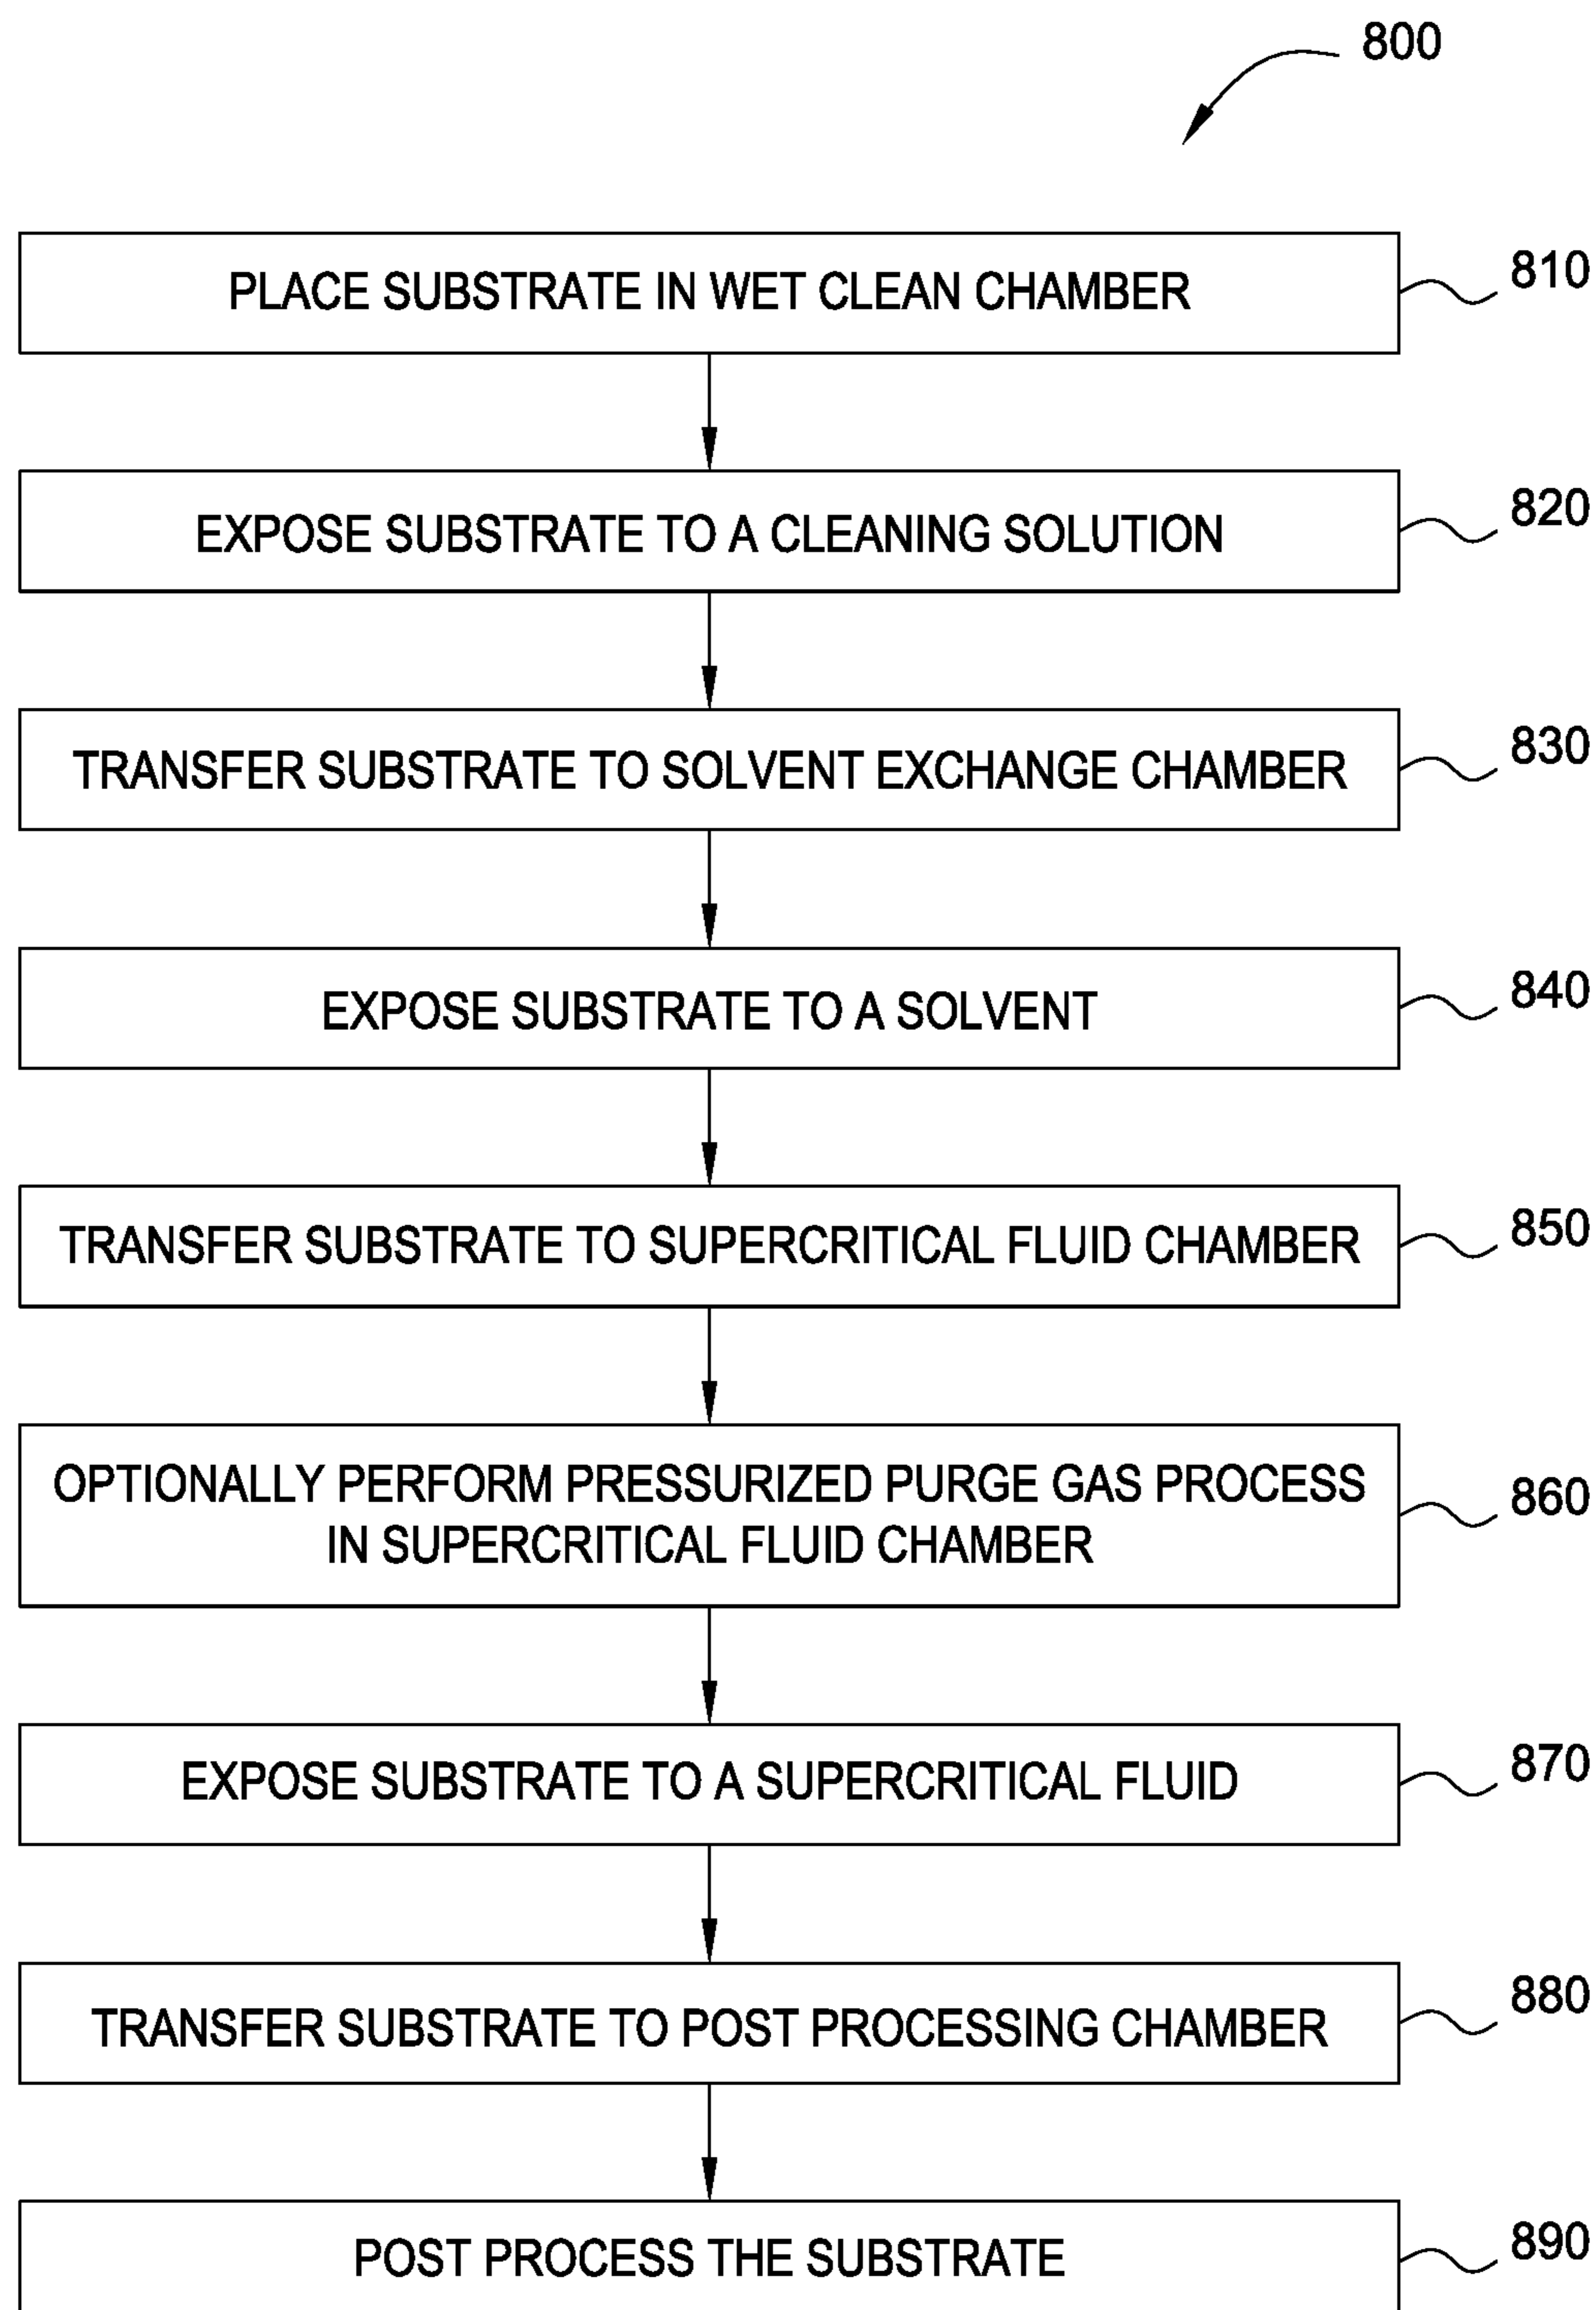 800
PLACE SUBSTRATE IN WET CLEAN CHAMBER
810
EXPOSE SUBSTRATE TO A CLEANING SOLUTION
820
TRANSFER SUBSTRATE TO SOLVENT EXCHANGE CHAMBER
830
EXPOSE SUBSTRATE TO A SOLVENT
840
TRANSFER SUBSTRATE TO SUPERCRITICAL FLUID CHAMBER
850
OPTIONALLY PERFORM PRESSURIZED PURGE GAS PROCESS
IN SUPERCRITICAL FLUID CHAMBER
860
EXPOSE SUBSTRATE TO A SUPERCRITICAL FLUID
870
TRANSFER SUBSTRATE TO POST PROCESSING CHAMBER
880
POST PROCESS THE SUBSTRATE
890